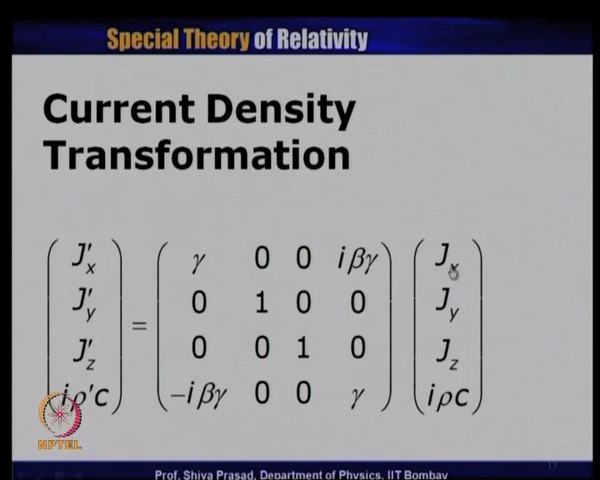 Special Theory of Relativity
Current Density
Transformation
J′x γ 0 0 iβγ Jx
J′y 0 1 0 0 Jy
=
J′z 0 0 1 0 Jz
iρ′c −iβγ 0 0 γ iρc
NPTEL
Prof. Shiva Prasad, Department of Physics, IIT Bombay
17